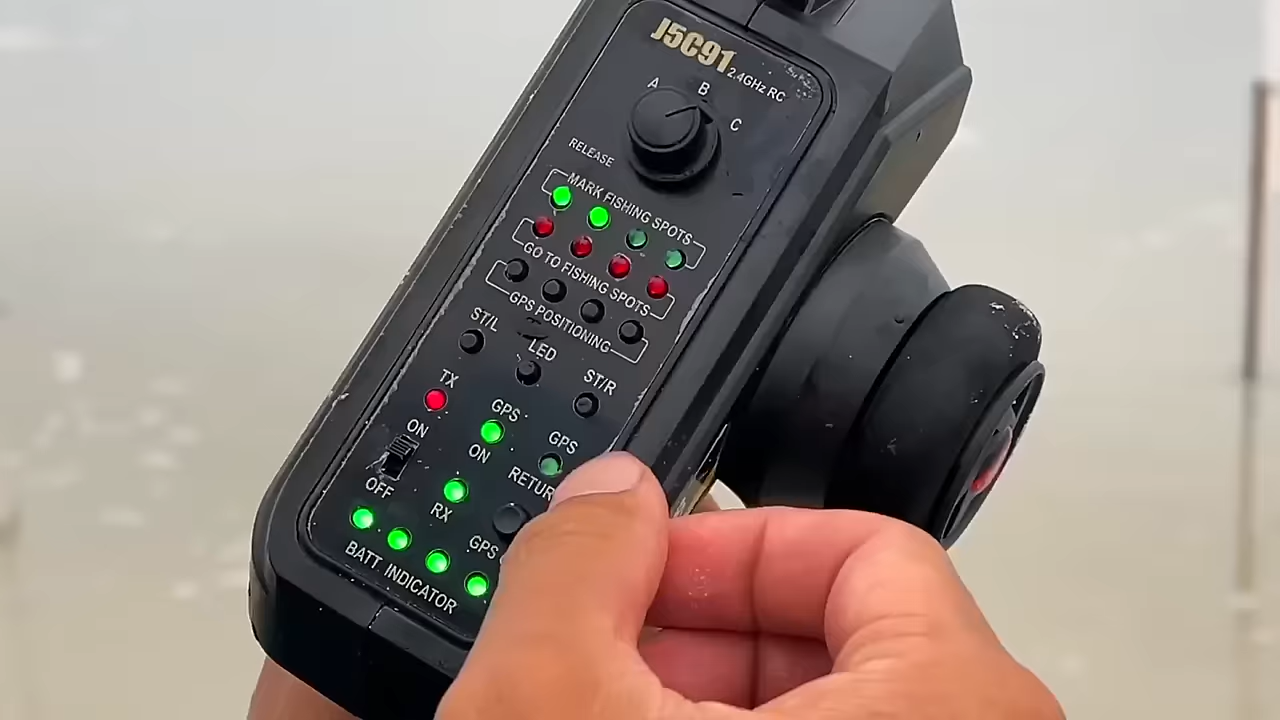 J5C91
2.4GHz RC
A
B
C
RELEASE
MARK FISHING SPOTS
GO TO FISHING SPOTS
GPS POSITIONING
ST/L
LED
ST/R
TX
GPS
ON
GPS
ON
RETUR
OFF
RX
GPS
BATT INDICATOR